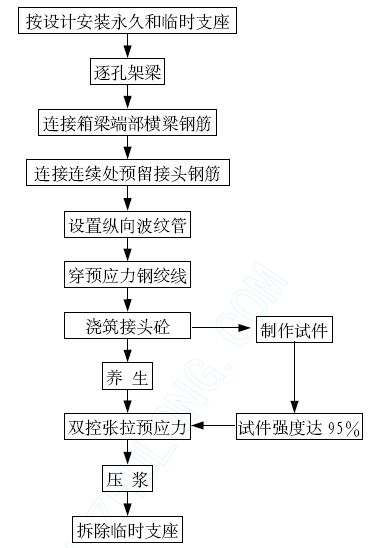 按设计安装永久和临时支座
逐孔架梁
连接箱梁端部横梁钢筋
连接连续处预留接头钢筋
设置纵向波纹管
穿预应力钢绞线
浇筑接头砼
制作试件
养 生
双控张拉预应力
试件强度达95%
压 浆
拆除临时支座